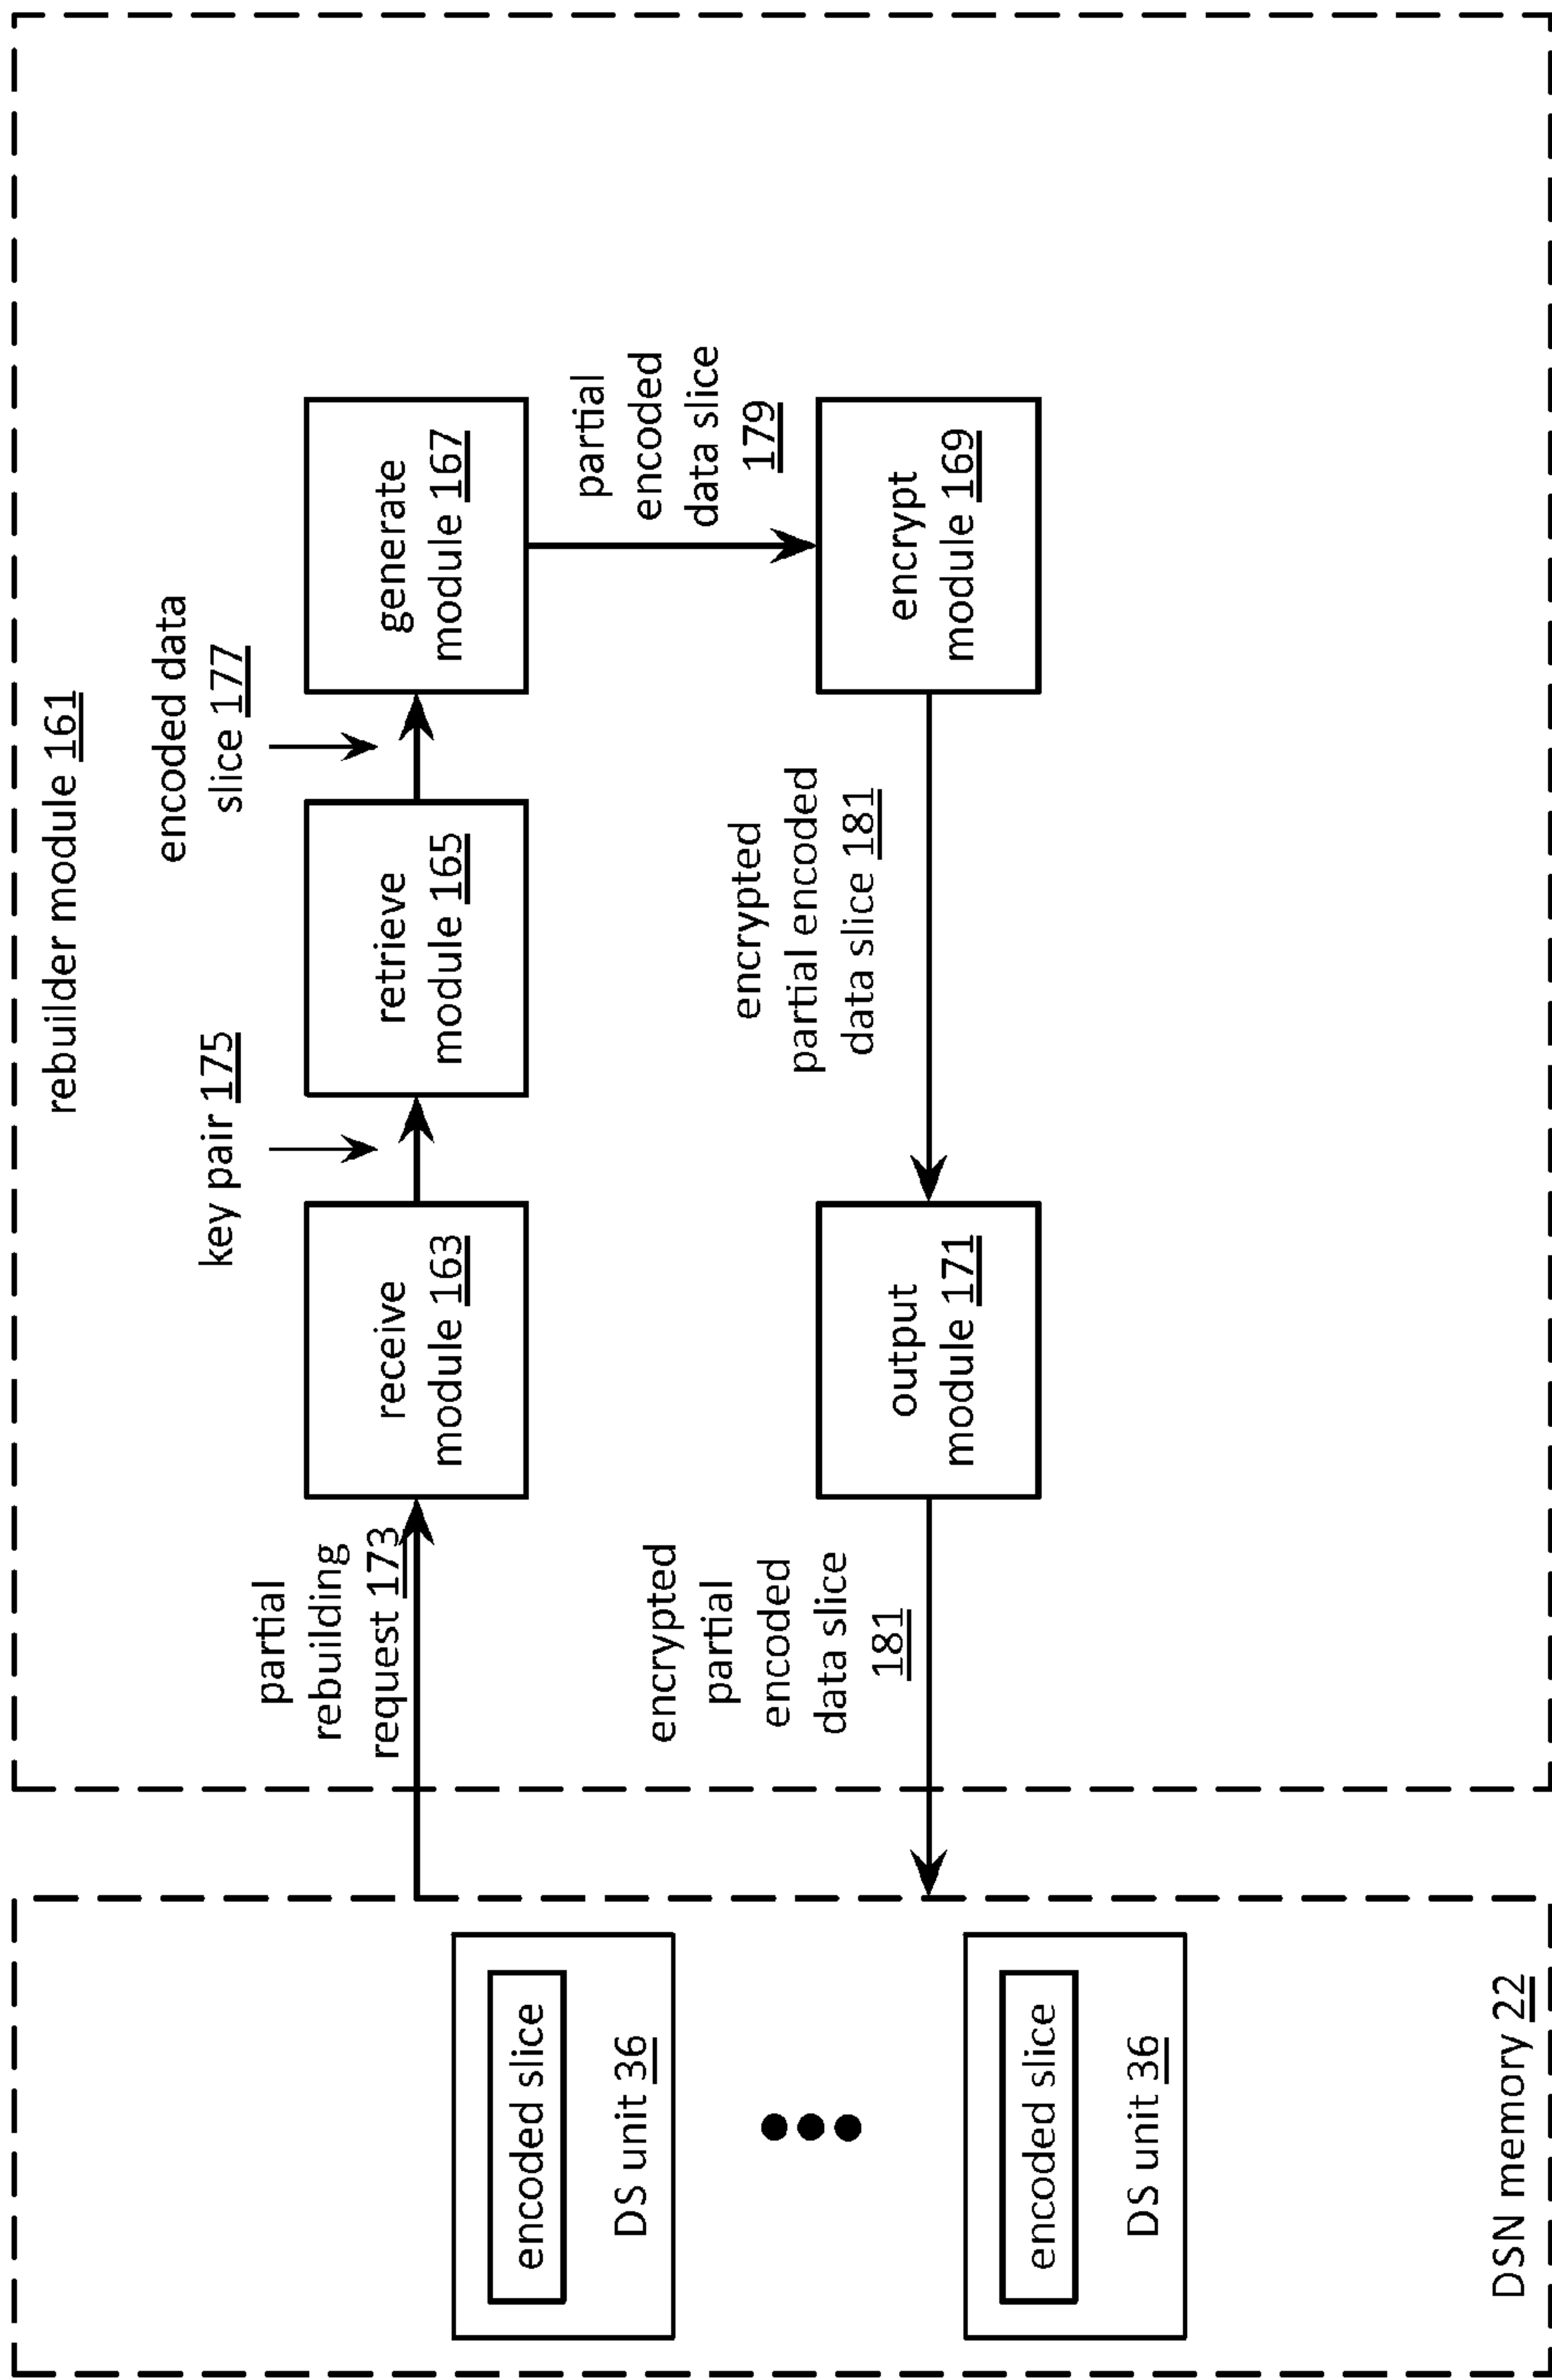 rebuilder module 161
key pair 175
encoded data
slice 177
partial
rebuilding
request 173
receive
module 163
retrieve
module 165
generate
module 167
partial
encoded
data slice
179
encrypted
partial
encoded
data slice
181
output
module 171
encrypted
partial encoded
data slice 181
encrypt
module 169
encoded slice
DS unit 36
encoded slice
DS unit 36
DSN memory 22